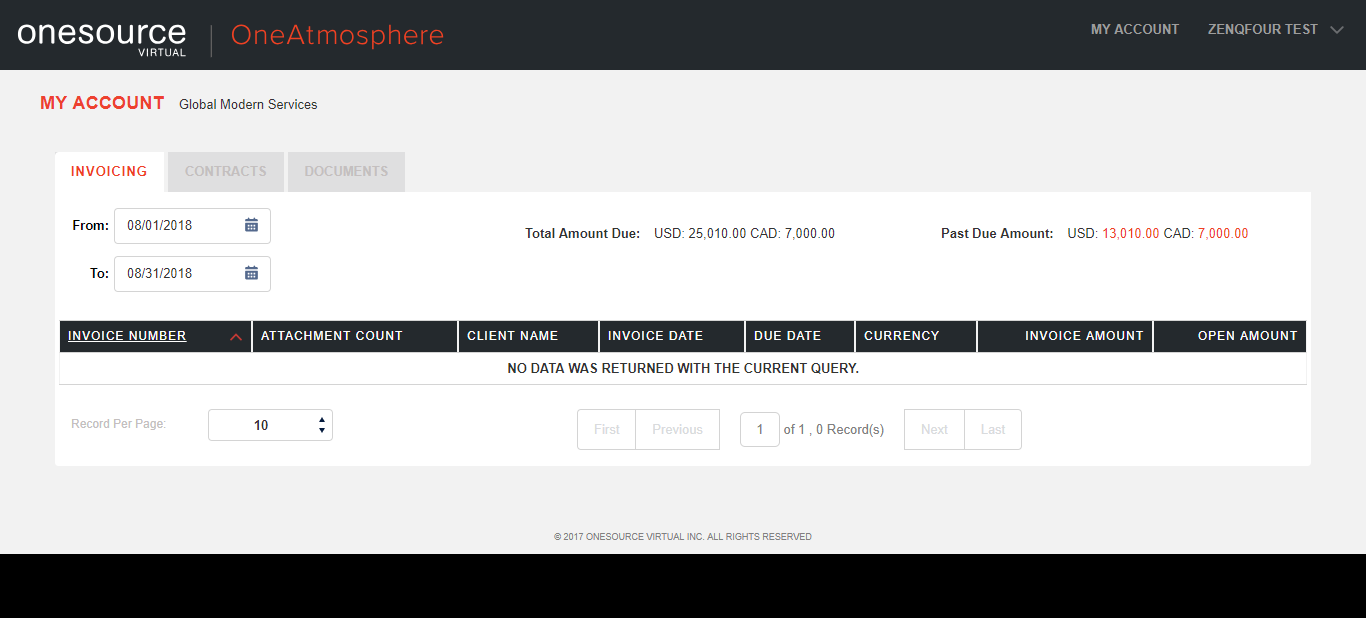 onesource
VIRTUAL
OneAtmosphere
MY ACCOUNT ZENQFOUR TEST
MY ACCOUNT Global Modern Services
INVOICING CONTRACTS DOCUMENTS
From: 08/01/2018
Total Amount Due: USD: 25,010.00 CAD: 7,000.00 Past Due Amount: USD: 13,010.00 CAD: 7,000.00
To: 08/31/2018
INVOICE NUMBER ATTACHMENT COUNT CLIENT NAME INVOICE DATE DUE DATE CURRENCY INVOICE AMOUNT OPEN AMOUNT
NO DATA WAS RETURNED WITH THE CURRENT QUERY.
Record Per Page: 10 First Previous 1 of 1 , 0 Record(s) Next Last
© 2017 ONESOURCE VIRTUAL INC. ALL RIGHTS RESERVED